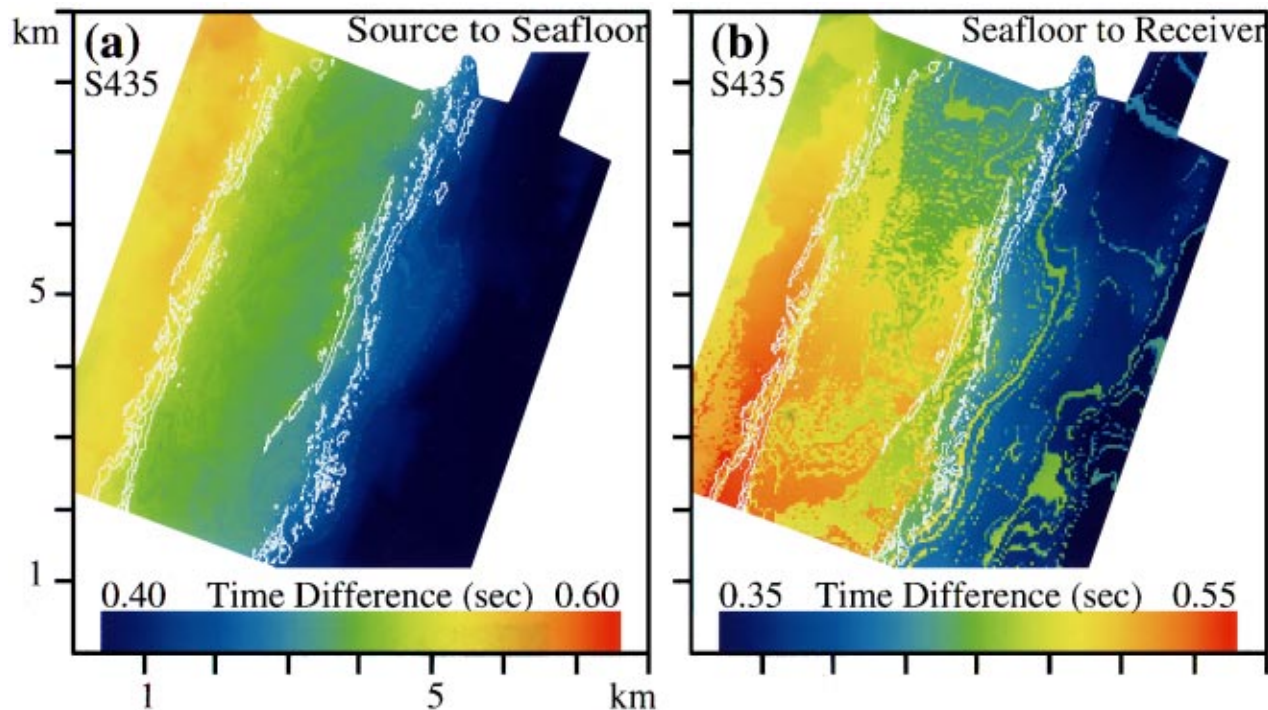 km
(a)
Source to Seafloor
S435
5
1
0.40 Time Difference (sec) 0.60
1
5
km
(b)
Seafloor to Receiver
S435
0.35 Time Difference (sec) 0.55